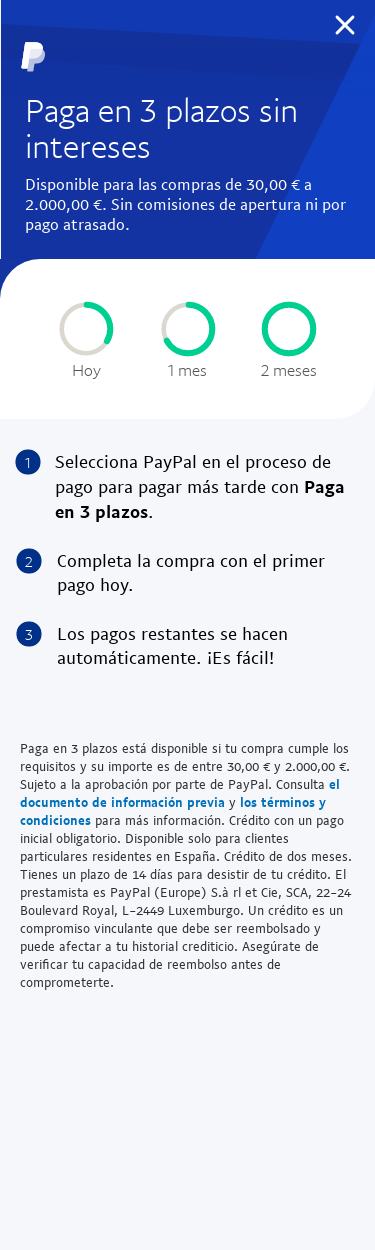 Paga en 3 plazos sin
intereses
Disponible para las compras de 30,00 € a
2.000,00 €. Sin comisiones de apertura ni por
pago atrasado.
Hoy 1 mes 2 meses
1 Selecciona PayPal en el proceso de
pago para pagar más tarde con Paga
en 3 plazos.
2 Completa la compra con el primer
pago hoy.
3 Los pagos restantes se hacen
automáticamente. ¡Es fácil!
Paga en 3 plazos está disponible si tu compra cumple los
requisitos y su importe es de entre 30,00 € y 2.000,00 €.
Sujeto a la aprobación por parte de PayPal. Consulta el
documento de información previa y los términos y
condiciones para más información. Crédito con un pago
inicial obligatorio. Disponible solo para clientes
particulares residentes en España. Crédito de dos meses.
Tienes un plazo de 14 días para desistir de tu crédito. El
prestamista es PayPal (Europe) S.à rl et Cie, SCA, 22-24
Boulevard Royal, L-2449 Luxemburgo. Un crédito es un
compromiso vinculante que debe ser reembolsado y
puede afectar a tu historial crediticio. Asegúrate de
verificar tu capacidad de reembolso antes de
comprometerte.